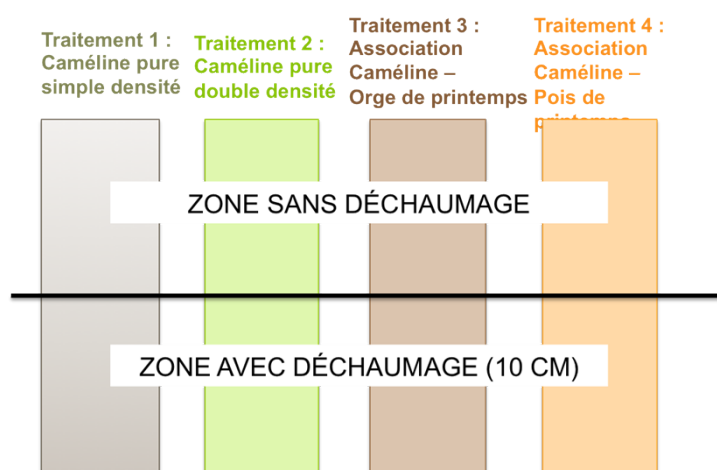 Traitement 1 :
Caméline pure
simple densité
Traitement 2 :
Caméline pure
double densité
Traitement 3 :
Association
Caméline –
Orge de printemps
Traitement 4 :
Association
Caméline –
Pois de
printemps
ZONE SANS DÉCHAUMAGE
ZONE AVEC DÉCHAUMAGE (10 CM)